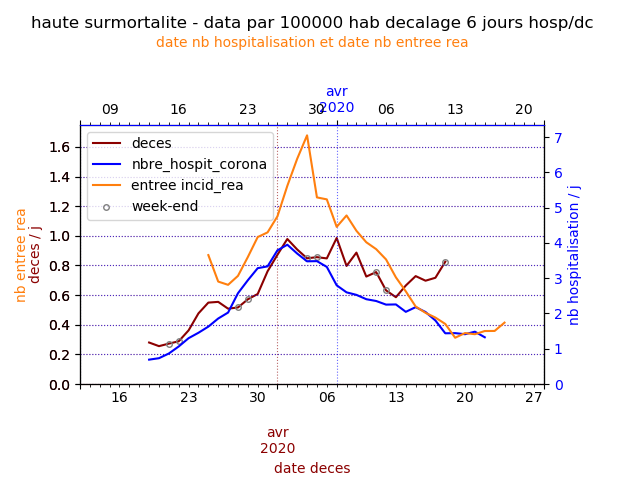 haute surmortalite - data par 100000 hab decalage 6 jours hosp/dc
date nb hospitalisation et date nb entree rea
avr
2020
09 16 23 30 06 13 20
deces
nbre_hospit_corona
entree incid_rea
week-end
nb entree rea
deces / j
1.6
1.4
1.2
1.0
0.8
0.6
0.4
0.2
0.0
7
6
5
4
3
2
1
0
nb hospitalisation / j
16 23 30 06 13 20 27
avr
2020
date deces